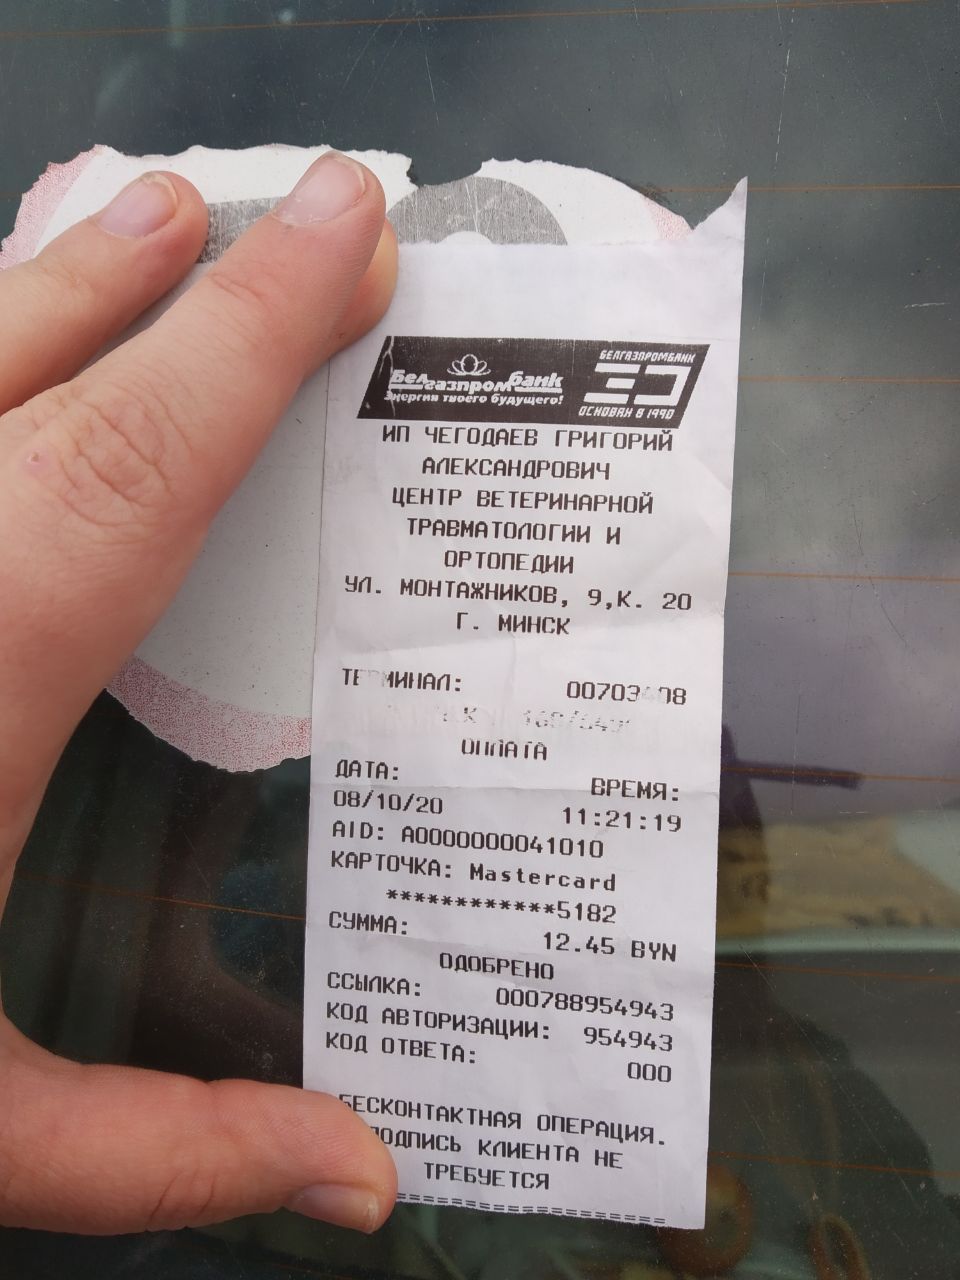 БЕЛГАЗПРОМБАНК
Белгазпромбанк
Энергия твоего будущего!
ОСНОВАН В 1990
ИП ЧЕГОДАЕВ ГРИГОРИЙ
АЛЕКСАНДРОВИЧ
ЦЕНТР ВЕТЕРИНАРНОЙ
ТРАВМАТОЛОГИИ И
ОРТОПЕДИИ
УЛ. МОНТАЖНИКОВ, 9,К. 20
Г. МИНСК
ТЕРМИНАЛ:
ОПЛАТА
ДАТА: ВРЕМЯ:
08/10/20 11:21:19
AID: A0000000041010
КАРТОЧКА: Mastercard
************5182
СУММА: 12.45 BYN
ОДОБРЕНО
ССЫЛКА: 000788954943
КОД АВТОРИЗАЦИИ: 954943
КОД ОТВЕТА: 000
БЕСКОНТАКТНАЯ ОПЕРАЦИЯ.
ПОДПИСЬ КЛИЕНТА НЕ
ТРЕБУЕТСЯ